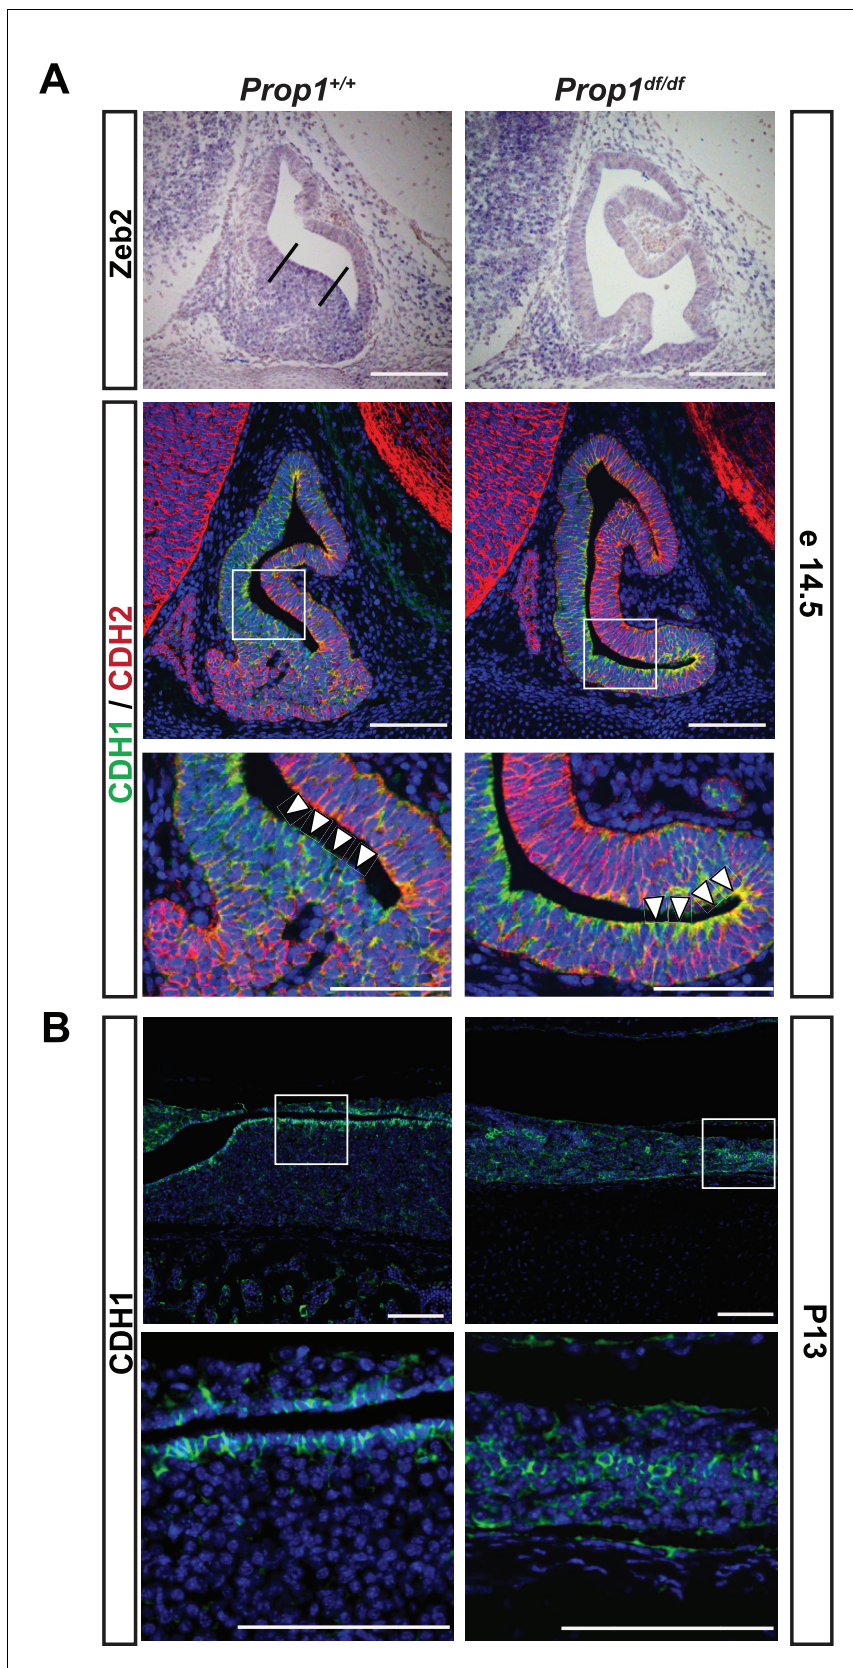 A
Prop1+/+
Prop1df/df
Zeb2
CDH1 / CDH2
e 14.5
B
CDH1
P13